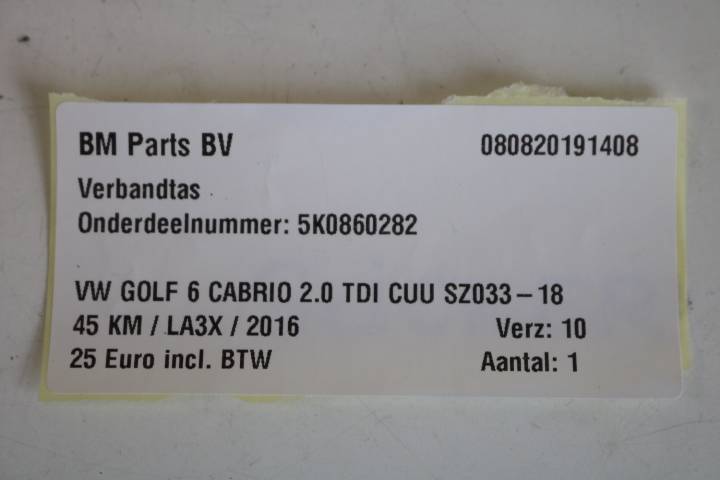 BM Parts BV 080820191408
Verbandtas
Onderdeelnummer: 5K0860282
VW GOLF 6 CABRIO 2.0 TDI CUU SZ033-18
45 KM / LA3X / 2016 Verz: 10
25 Euro incl. BTW Aantal: 1